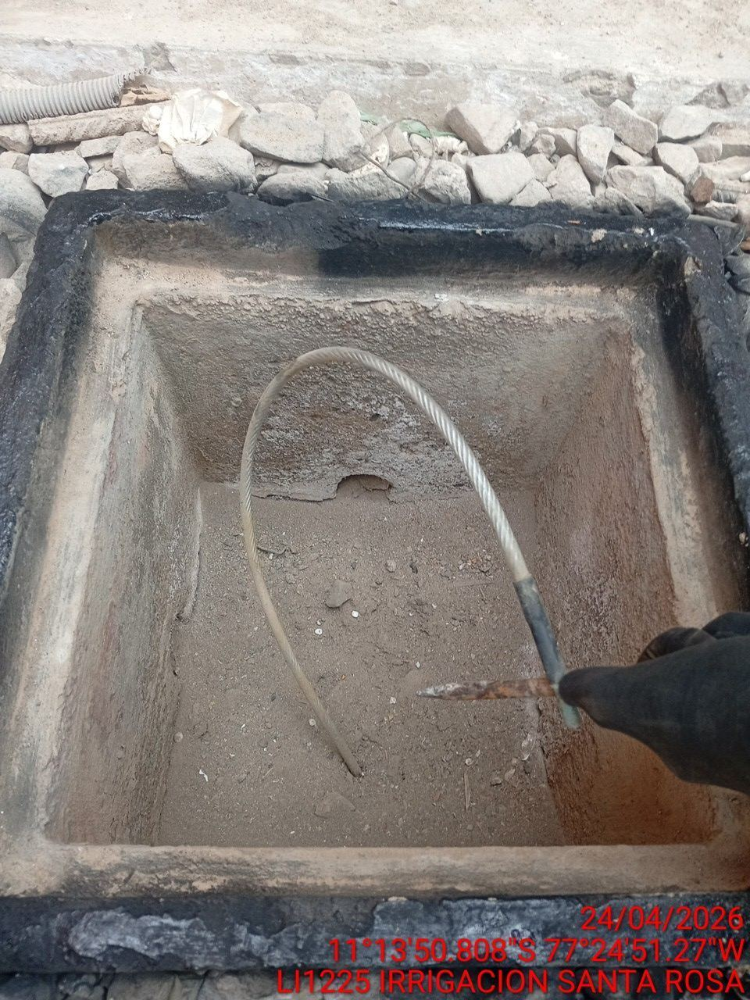 24/04/2026
11°13'50.808"S 77°24'51.27"W
LI1225 IRRIGACION SANTA ROSA